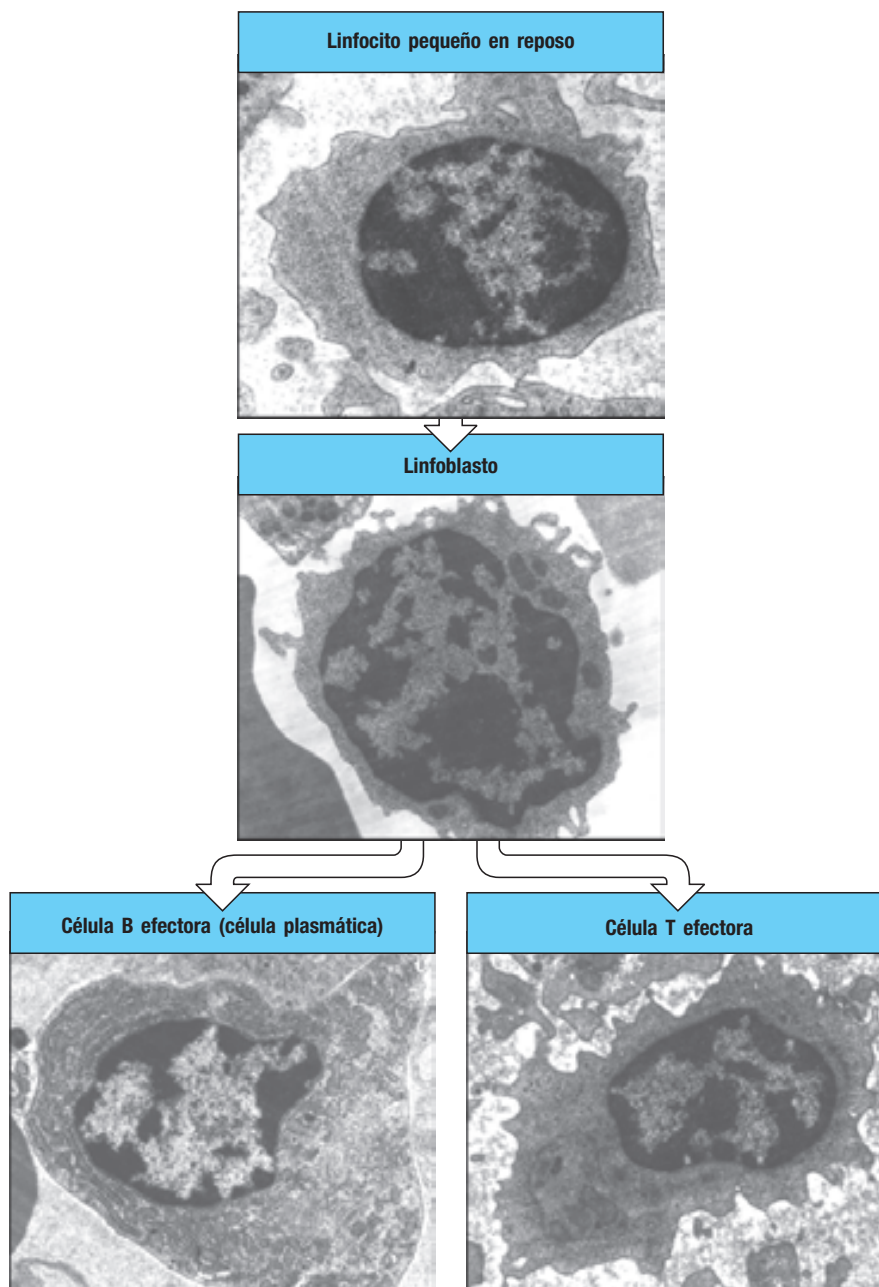 Linfocito pequeño en reposo
Linfoblasto
Célula B efectora (célula plasmática)
Célula T efectora